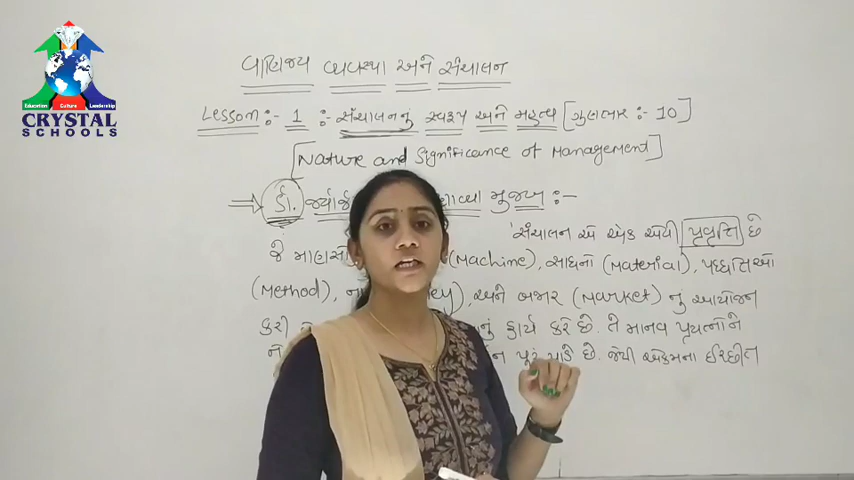 Education Culture Leadership
CRYSTAL
SCHOOLS
વાણિજ્ય વ્યવસ્થા અને સંચાલન
Lesson :- 1 :- સંચાલનનું સ્વરૂપ અને મહત્વ [ગુણભાર :- 10]
[Nature and Significance of Management]
ડૉ. જ્યોર્જ મુજબ :-
'સંચાલન એ એક એવી પ્રવૃત્તિ છે
જે (Machine), સાધનો (Material), પધ્ધતિઓ
(Method), અને બજાર (Market) નું આયોજન
કરી કાર્ય કરે છે. તે માનવ પ્રયત્નોને
પૂરું પાડે છે. જેથી એકમના ઈચ્છીત